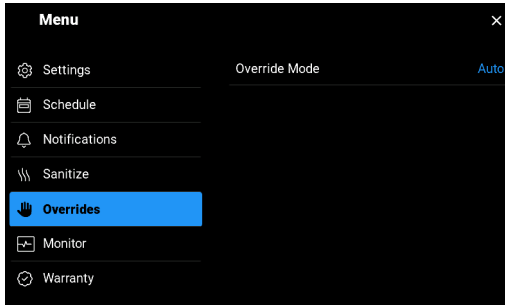 Menu
Settings
Schedule
Notifications
Sanitize
Overrides
Monitor
Warranty
Override Mode
Auto